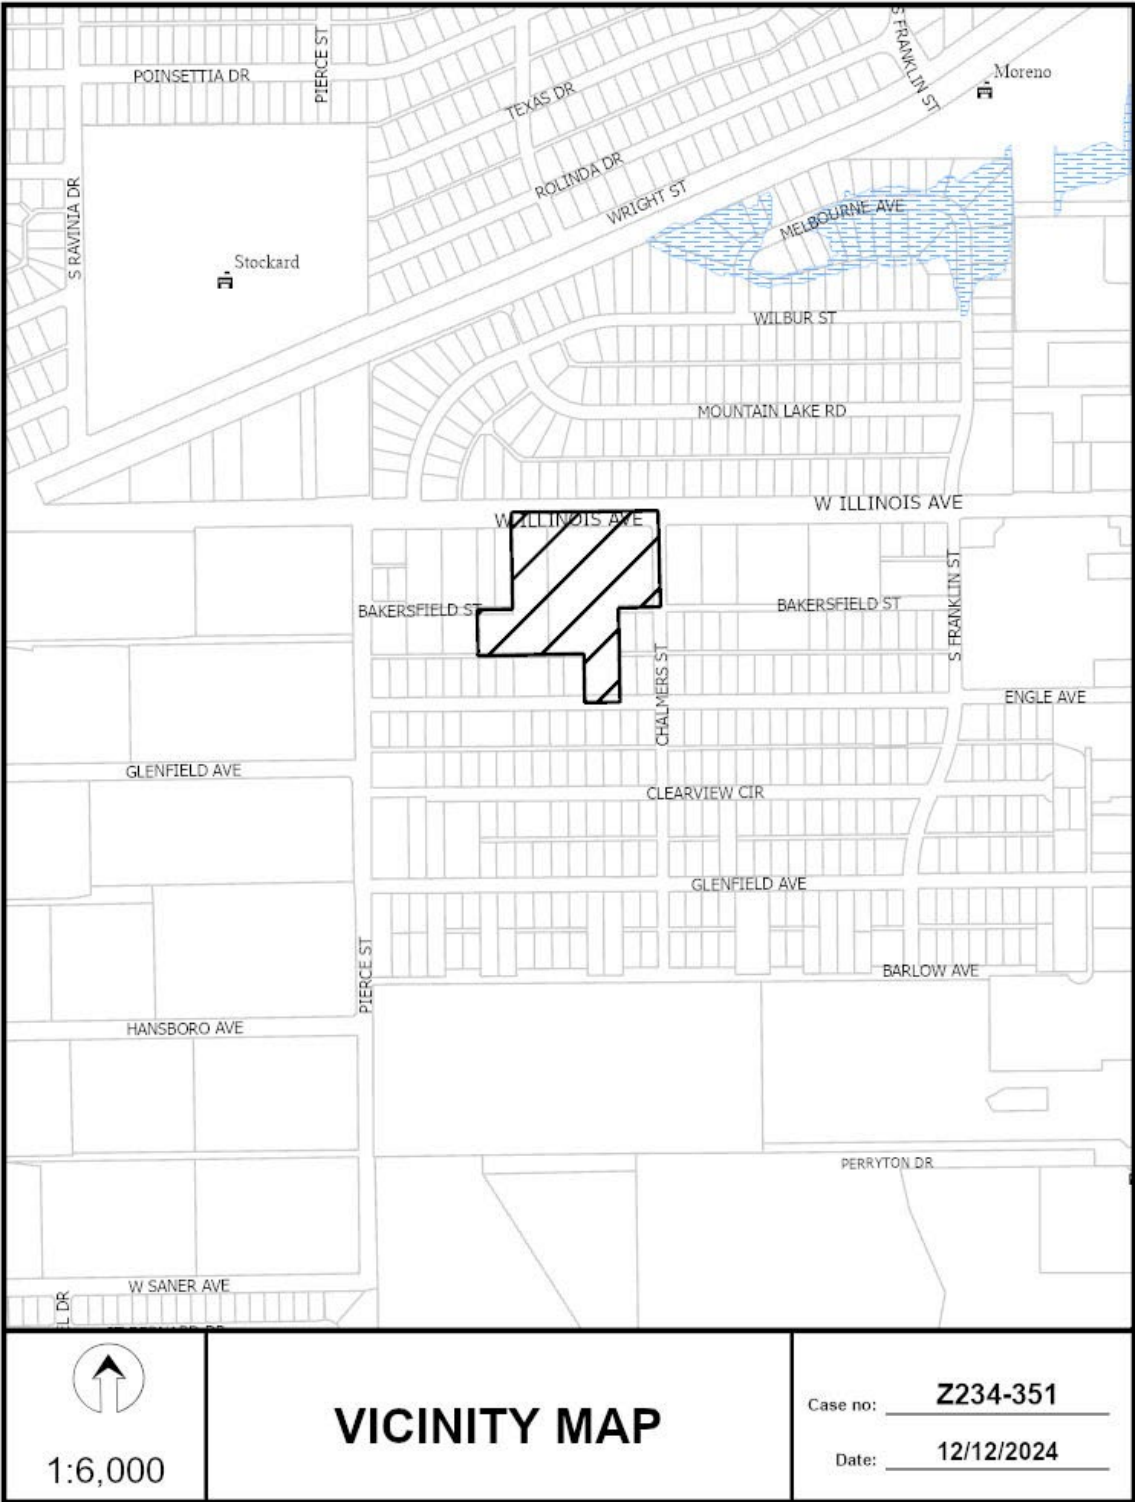 S FRANKLIN ST
PIERCE ST
POINSETTIA DR
Moreno
TEXAS DR
ROLINDA DR
WRIGHT ST
S RAVINIA DR
MELBOURNE AVE
Stockard
WILBUR ST
MOUNTAIN LAKE RD
W ILLINOIS AVE
W ILLINOIS AVE
BAKERSFIELD ST
BAKERSFIELD ST
S FRANKLIN ST
CHALMERS ST
ENGLE AVE
GLENFIELD AVE
CLEARVIEW CIR
GLENFIELD AVE
PIERCE ST
BARLOW AVE
HANSBORO AVE
PERRYTON DR
W SANER AVE
EL DR
1:6,000
VICINITY MAP
Case no: Z234-351
Date: 12/12/2024